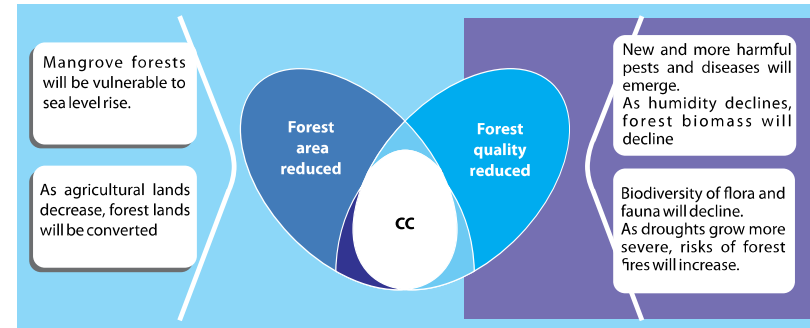 Mangrove forests
will be vulnerable to
sea level rise.
As agricultural lands
decrease, forest lands
will be converted
Forest
area
reduced
CC
Forest
quality
reduced
New and more harmful
pests and diseases will
emerge.
As humidity declines,
forest biomass will
decline
Biodiversity of flora and
fauna will decline.
As droughts grow more
severe, risks of forest
fires will increase.